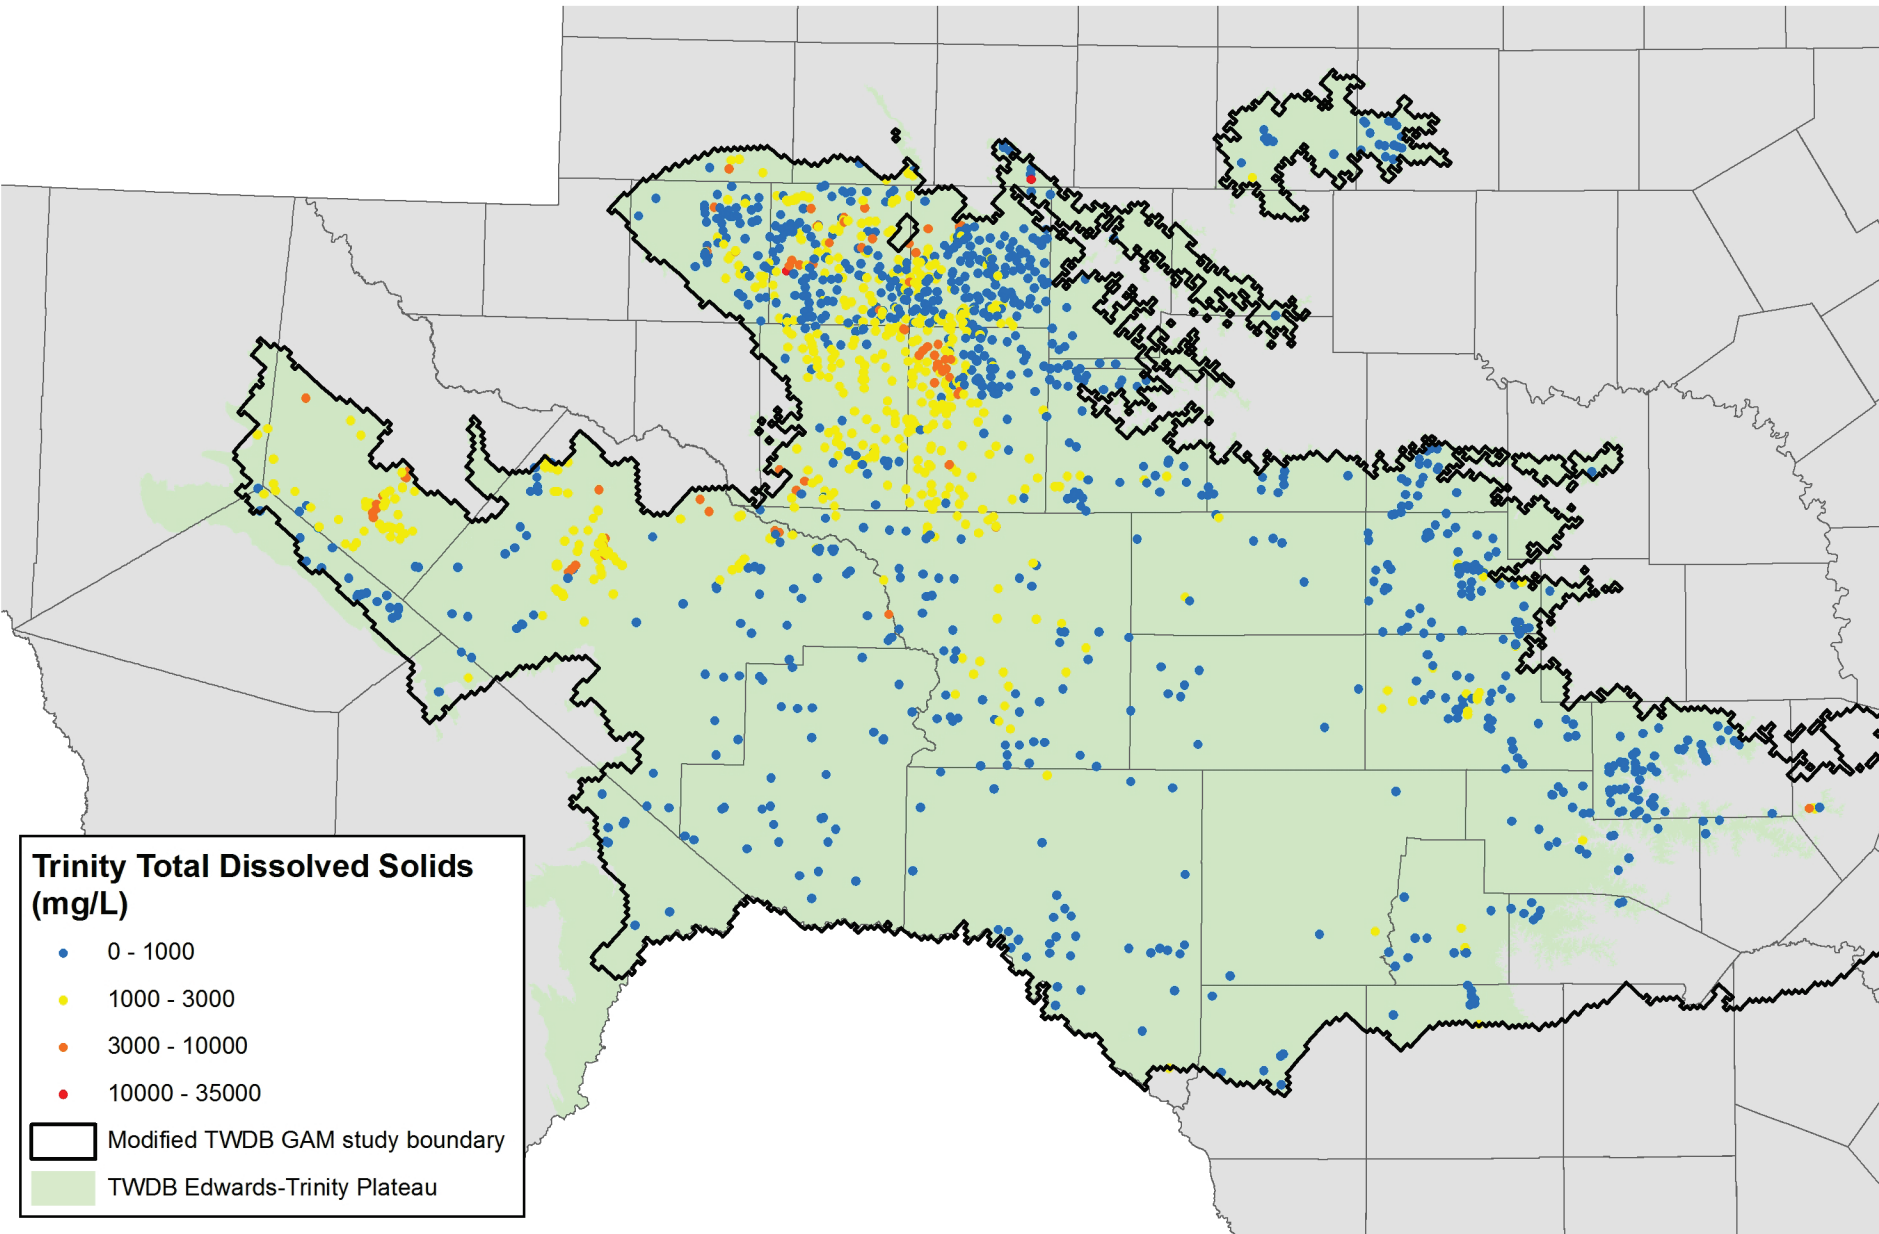 Trinity Total Dissolved Solids
(mg/L)
0 - 1000
1000 - 3000
3000 - 10000
10000 - 35000
Modified TWDB GAM study boundary
TWDB Edwards-Trinity Plateau